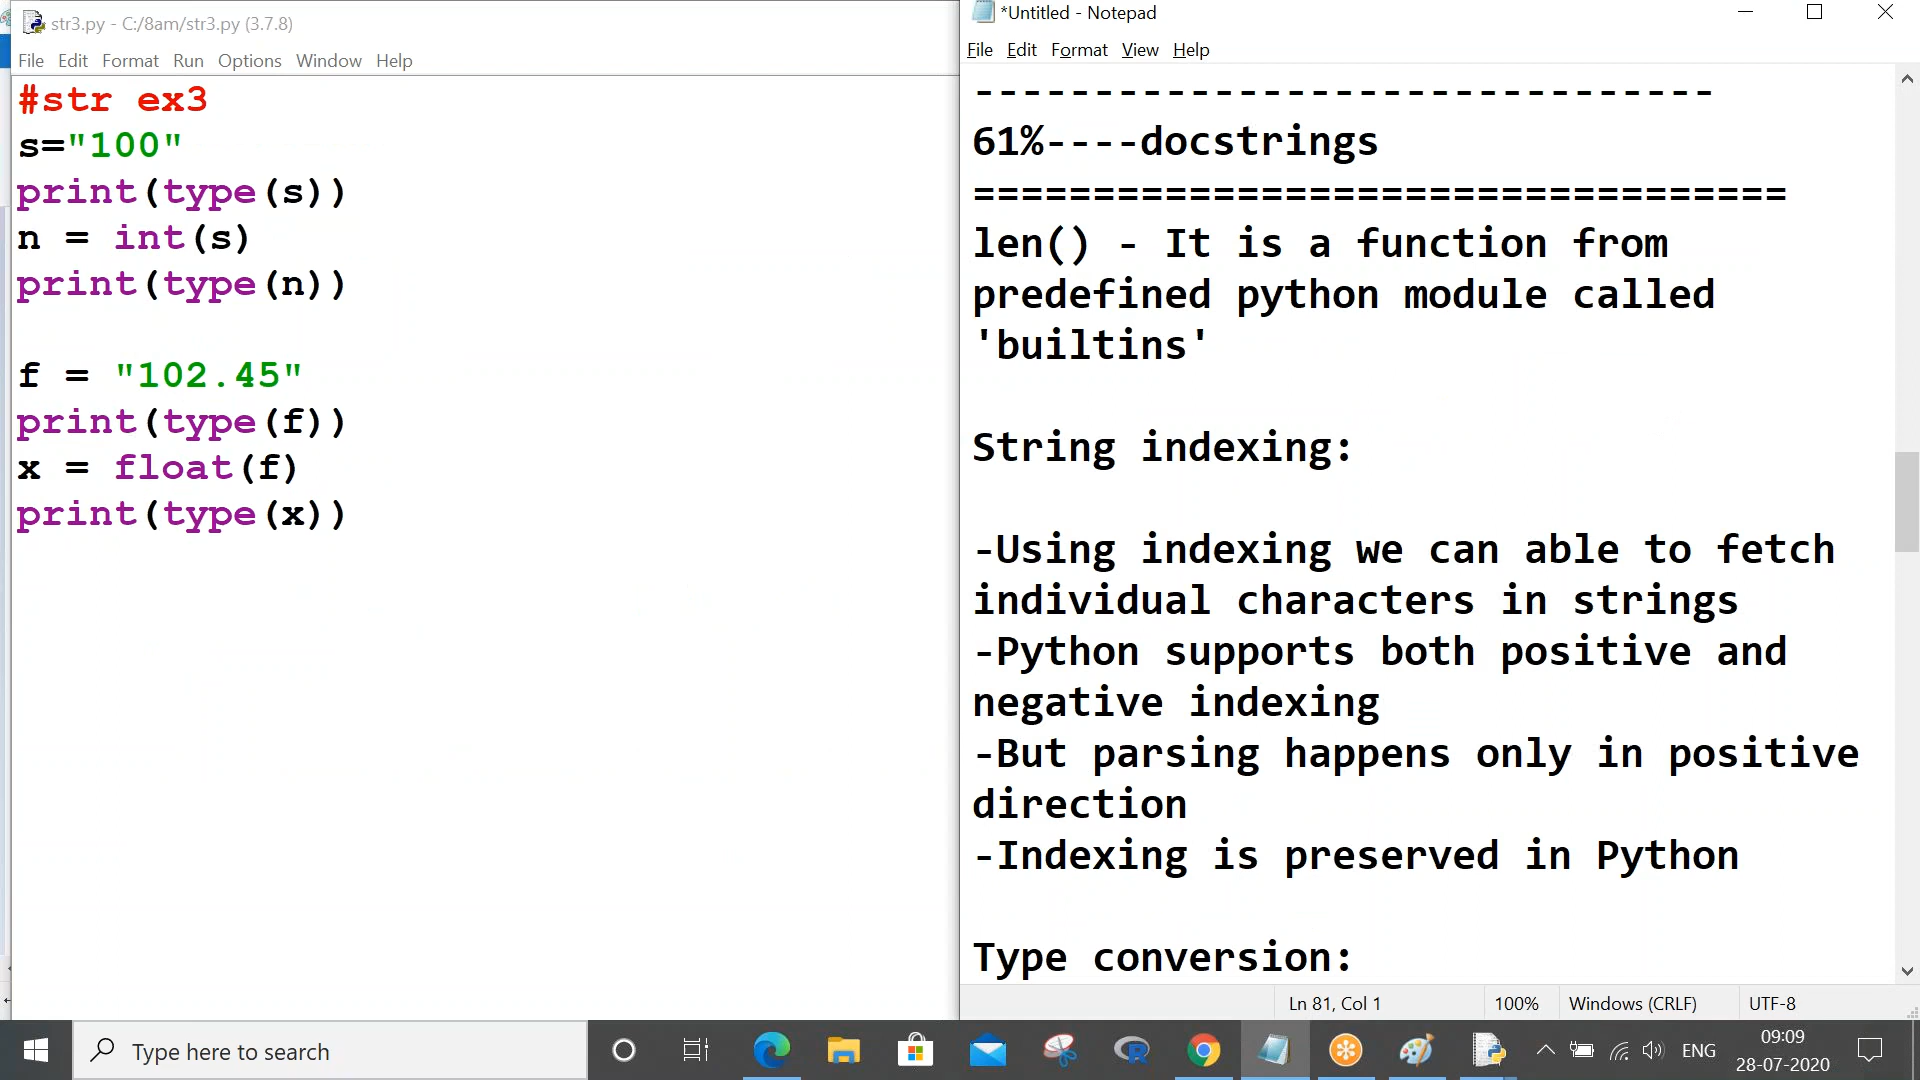 str3.py - C:/8am/str3.py (3.7.8)
File Edit Format Run Options Window Help
#str ex3
s="100"
print(type(s))
n = int(s)
print(type(n))
f = "102.45"
print(type(f))
x = float(f)
print(type(x))
*Untitled - Notepad
File Edit Format View Help
-------------------------------
61%----docstrings
==================================
len() - It is a function from
predefined python module called
'builtins'
String indexing:
-Using indexing we can able to fetch
individual characters in strings
-Python supports both positive and
negative indexing
-But parsing happens only in positive
direction
-Indexing is preserved in Python
Type conversion:
Ln 81, Col 1 100% Windows (CRLF) UTF-8
Type here to search
R
ENG
09:09
28-07-2020